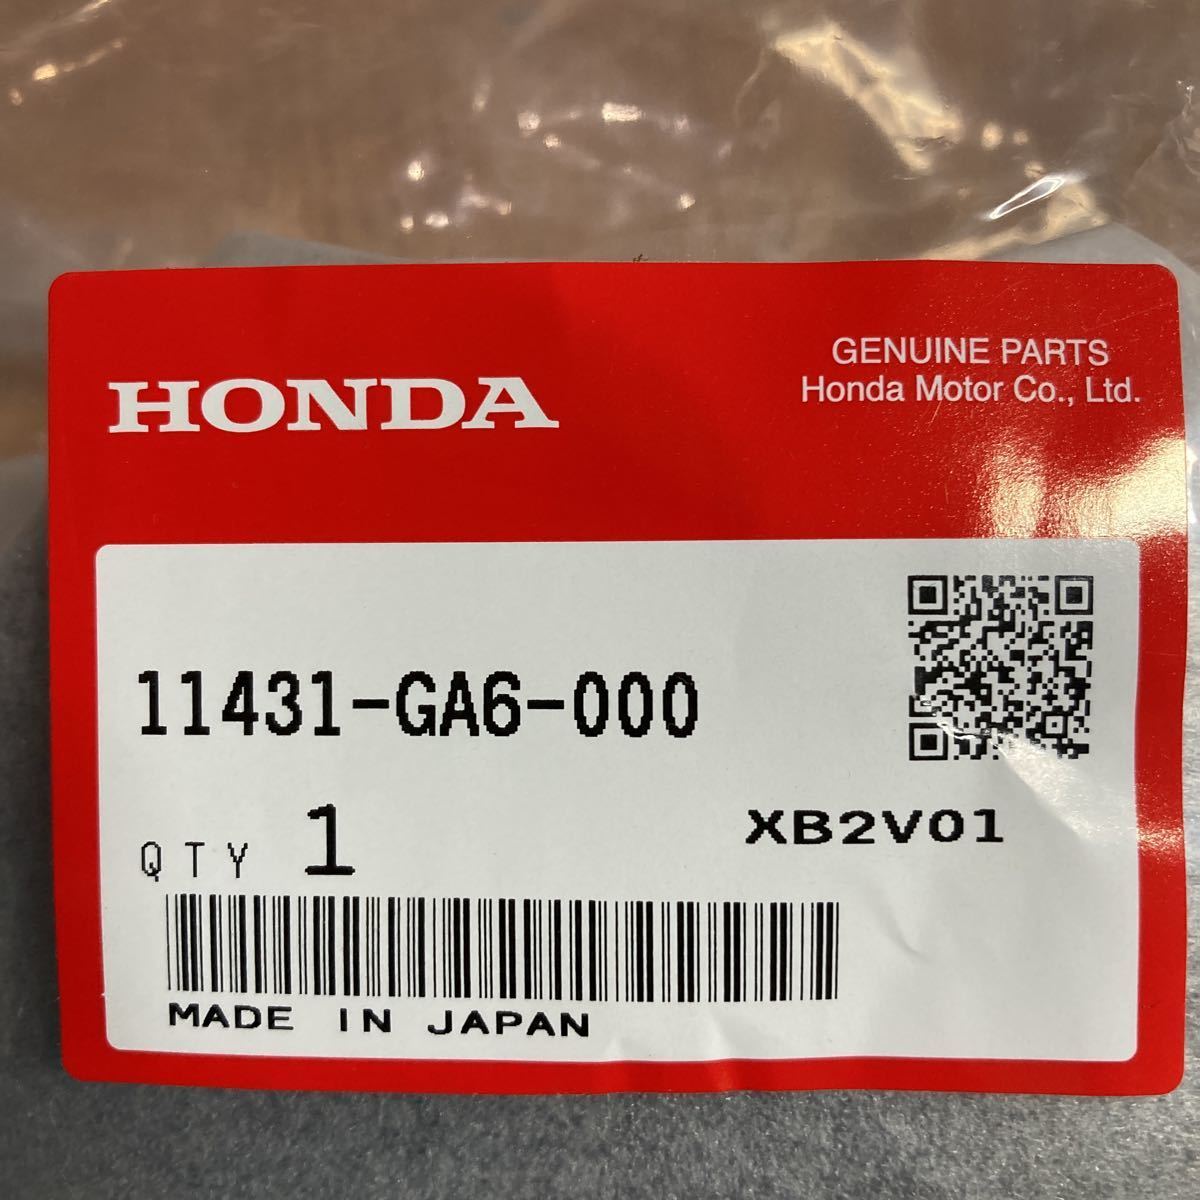 HONDA
GENUINE PARTS
Honda Motor Co., Ltd.
11431-GA6-000
QTY 1
XB2V01
MADE IN JAPAN